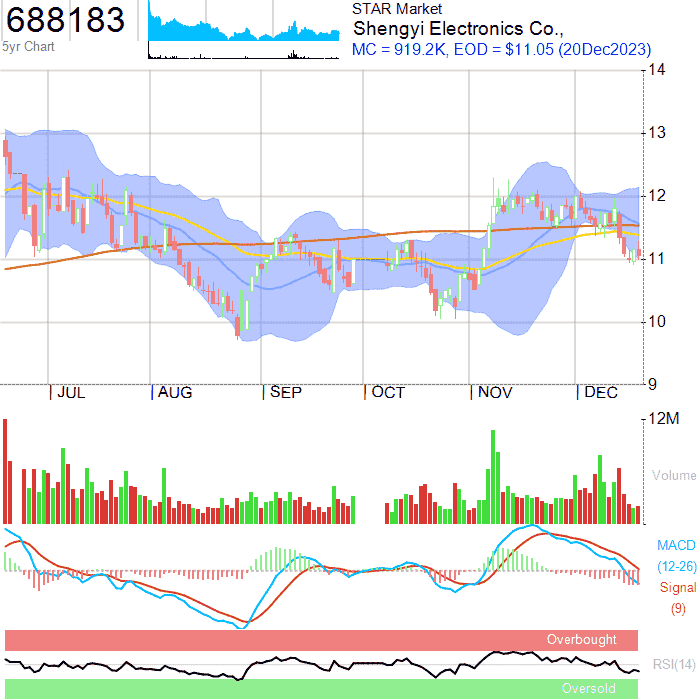 688183
5yr Chart
STAR Market
Shengyi Electronics Co.,
MC = 919.2K, EOD = $11.05 (20Dec2023)
14
13
12
11
10
9
JUL AUG SEP OCT NOV DEC
12M
Volume
MACD
(12-26)
Signal
(9)
Overbought
RSI(14)
Oversold